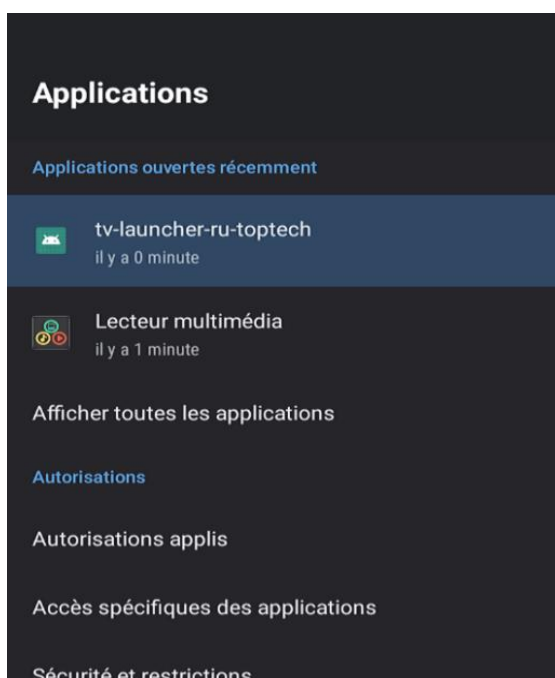 Applications
Applications ouvertes récemment
tv-launcher-ru-toptech
il y a 0 minute
Lecteur multimédia
il y a 1 minute
Afficher toutes les applications
Autorisations
Autorisations applis
Accès spécifiques des applications
Sécurité et restrictions